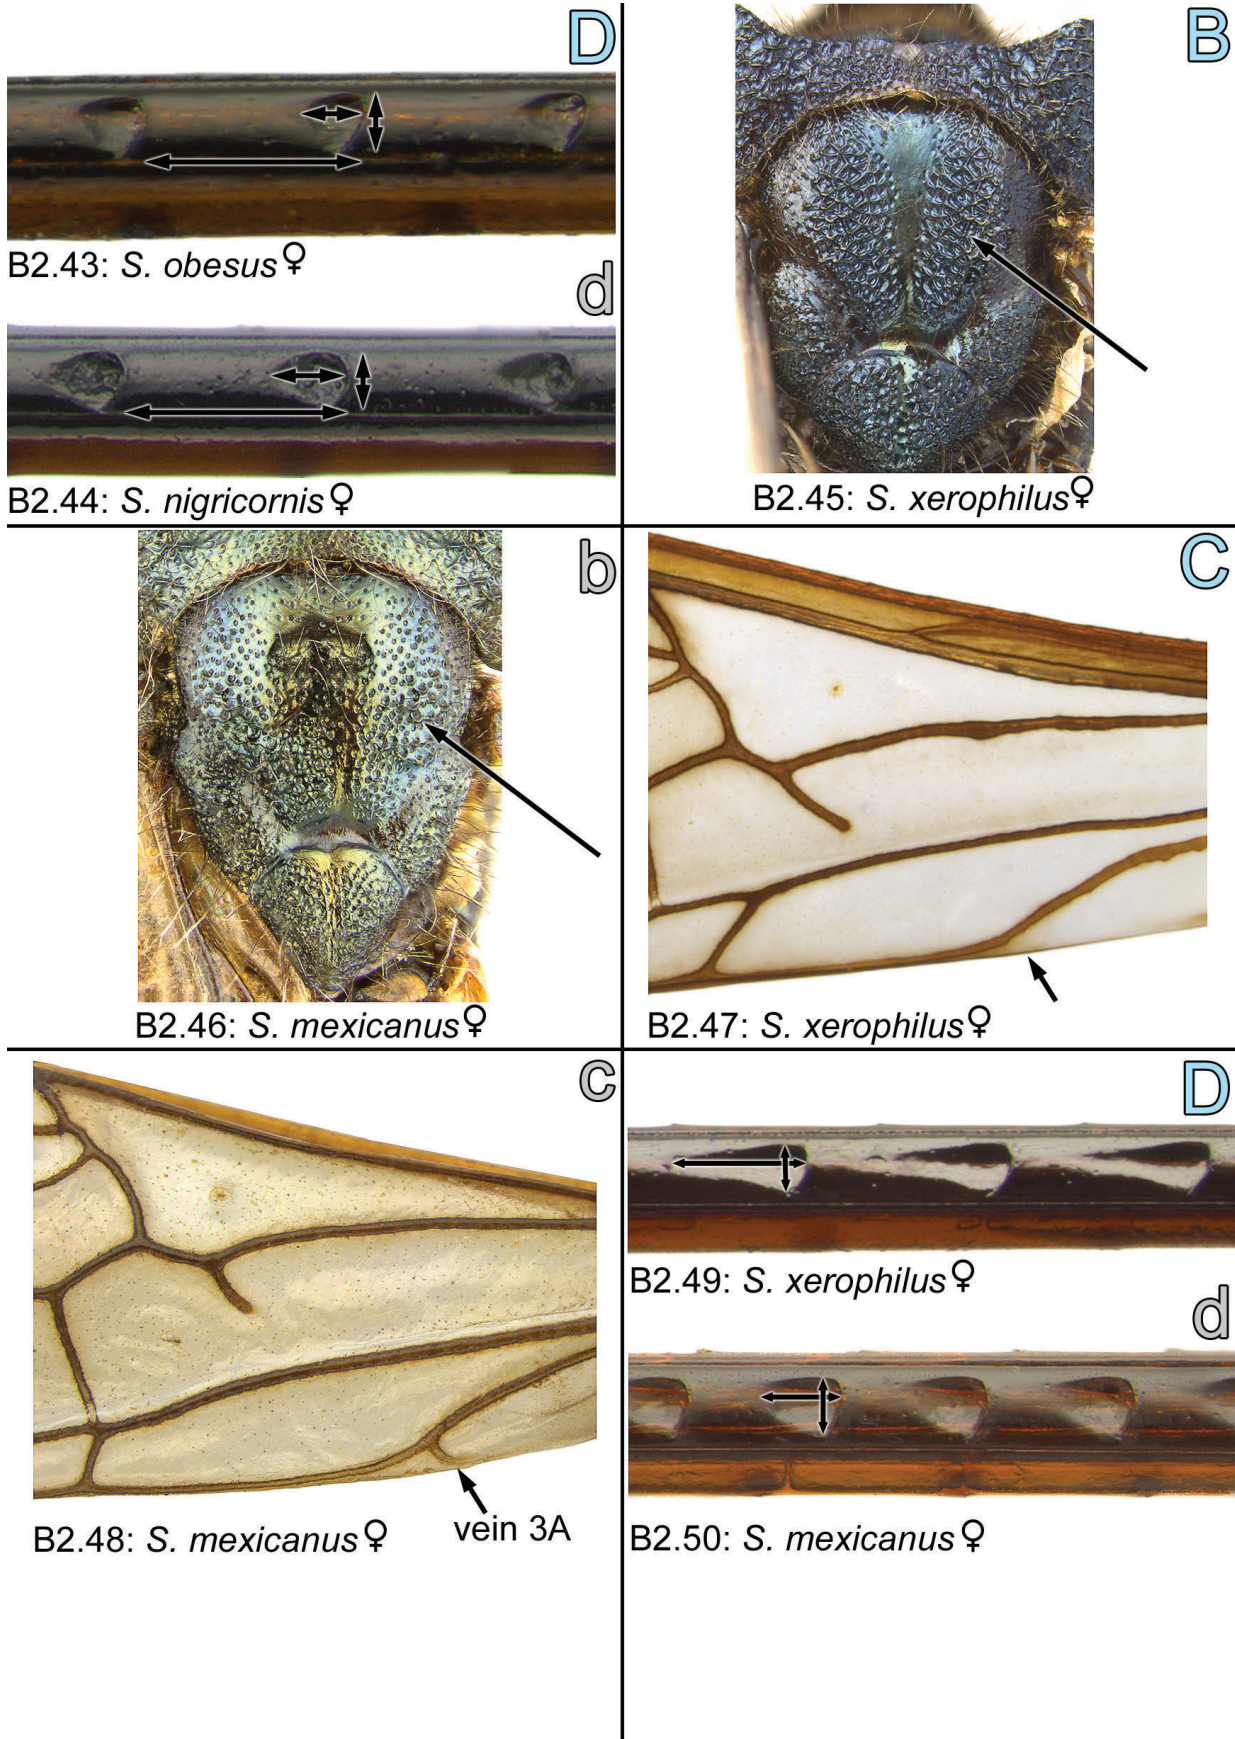 D
B2.43: S. obesus♀
d
B2.44: S. nigricornis♀
B
B2.45: S. xerophilus♀
b
B2.46: S. mexicanus♀
C
B2.47: S. xerophilus♀
c
vein 3A
B2.48: S. mexicanus♀
D
B2.49: S. xerophilus♀
d
B2.50: S. mexicanus♀